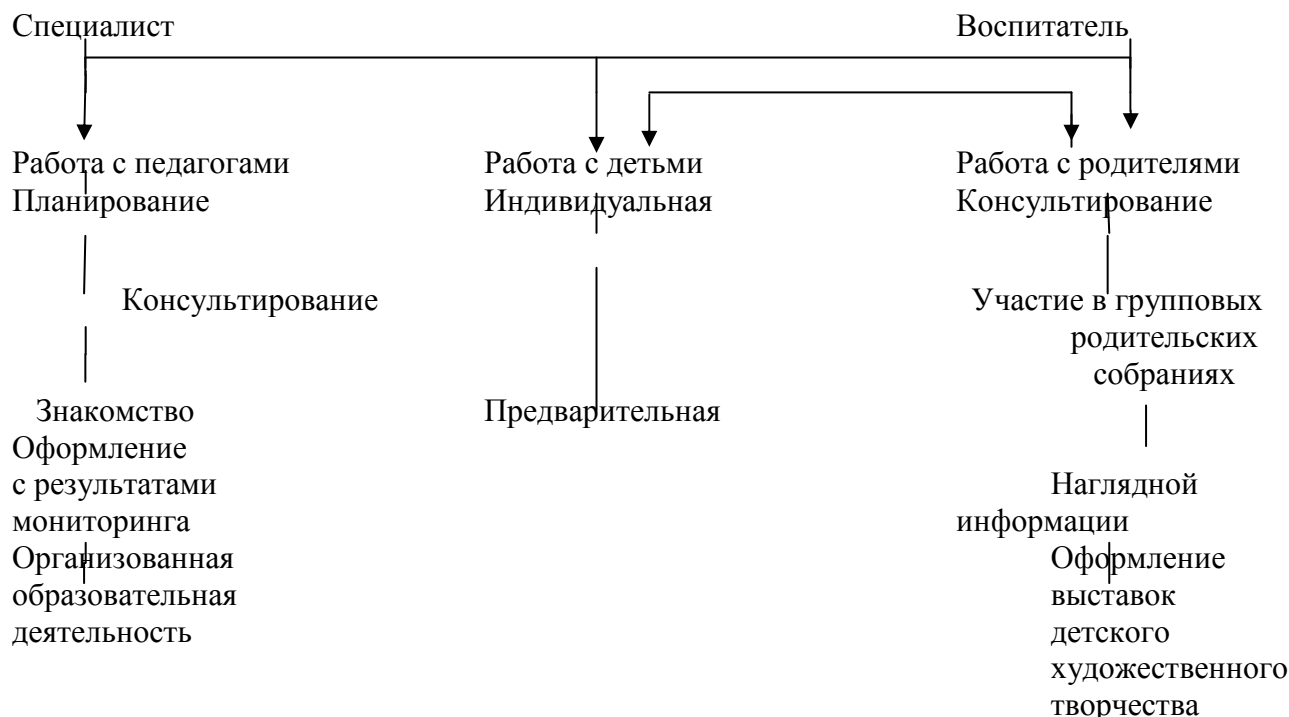 Специалист
Воспитатель
Работа с педагогами
Работа с детьми
Работа с родителями
Планирование
Индивидуальная
Консультирование
Консультирование
Участие в групповых
родительских
собраниях
Знакомство
Предварительная
Оформление
с результатами
Наглядной
мониторинга
информации
Организованная
Оформление
образовательная
выставок
деятельность
детского
художественного
творчества